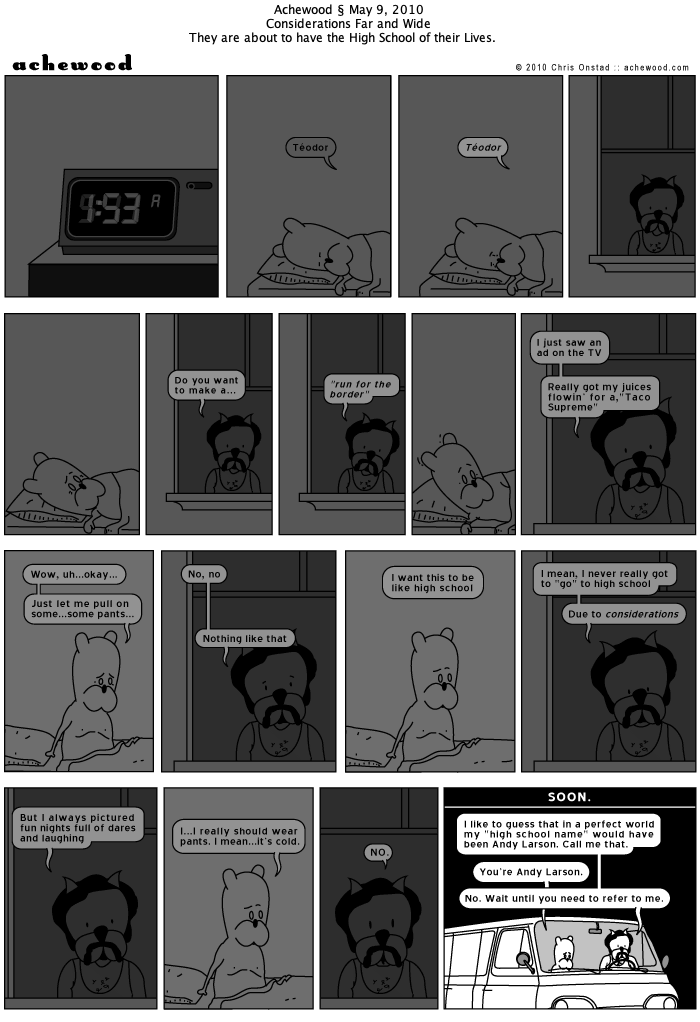 Achewood § May 9, 2010
Considerations Far and Wide
They are about to have the High School of their Lives.
achewood
© 2010 Chris Onstad :: achewood.com
1:53 A
Téodor
Téodor
Do you want
to make a...
"run for the
border"
I just saw an
ad on the TV
Really got my juices
flowin' for a,"Taco
Supreme"
Wow, uh...okay...
Just let me pull on
some...some pants...
No, no
Nothing like that
I want this to be
like high school
I mean, I never really got
to "go" to high school
Due to considerations
But I always pictured
fun nights full of dares
and laughing
I...I really should wear
pants. I mean...it's cold.
NO.
SOON.
I like to guess that in a perfect world
my "high school name" would have
been Andy Larson. Call me that.
You're Andy Larson.
No. Wait until you need to refer to me.